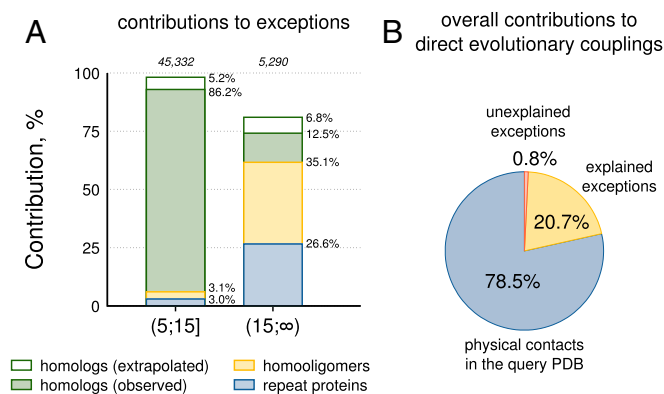 A
contributions to exceptions
45,332
5,290
Contribution, %
100
75
50
25
0
5.2%
86.2%
3.1%
3.0%
6.8%
12.5%
35.1%
26.6%
(5;15]
(15;∞)
homologs (extrapolated)
homologs (observed)
homooligomers
repeat proteins
B
overall contributions to
direct evolutionary couplings
unexplained
exceptions
0.8%
explained
exceptions
20.7%
78.5%
physical contacts
in the query PDB